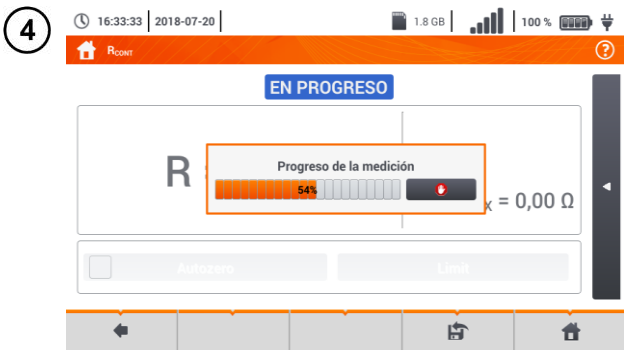 4
16:33:33 2018-07-20 1.8 GB 100 %
RCONT ?
EN PROGRESO
Progreso de la medición
54%
R
x = 0,00 Ω
Autozero Limit